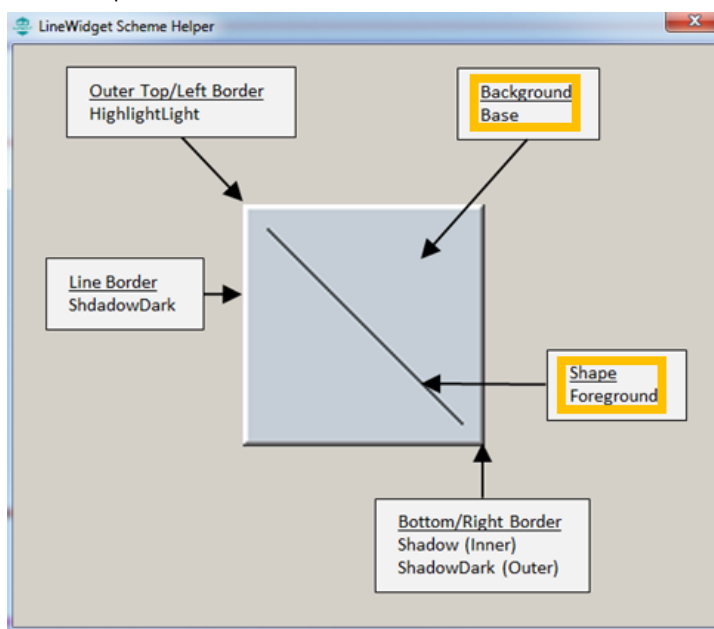 LineWidget Scheme Helper
Outer Top/Left Border
HighlightLight
Background
Base
Line Border
ShdadowDark
Shape
Foreground
Bottom/Right Border
Shadow (Inner)
ShadowDark (Outer)